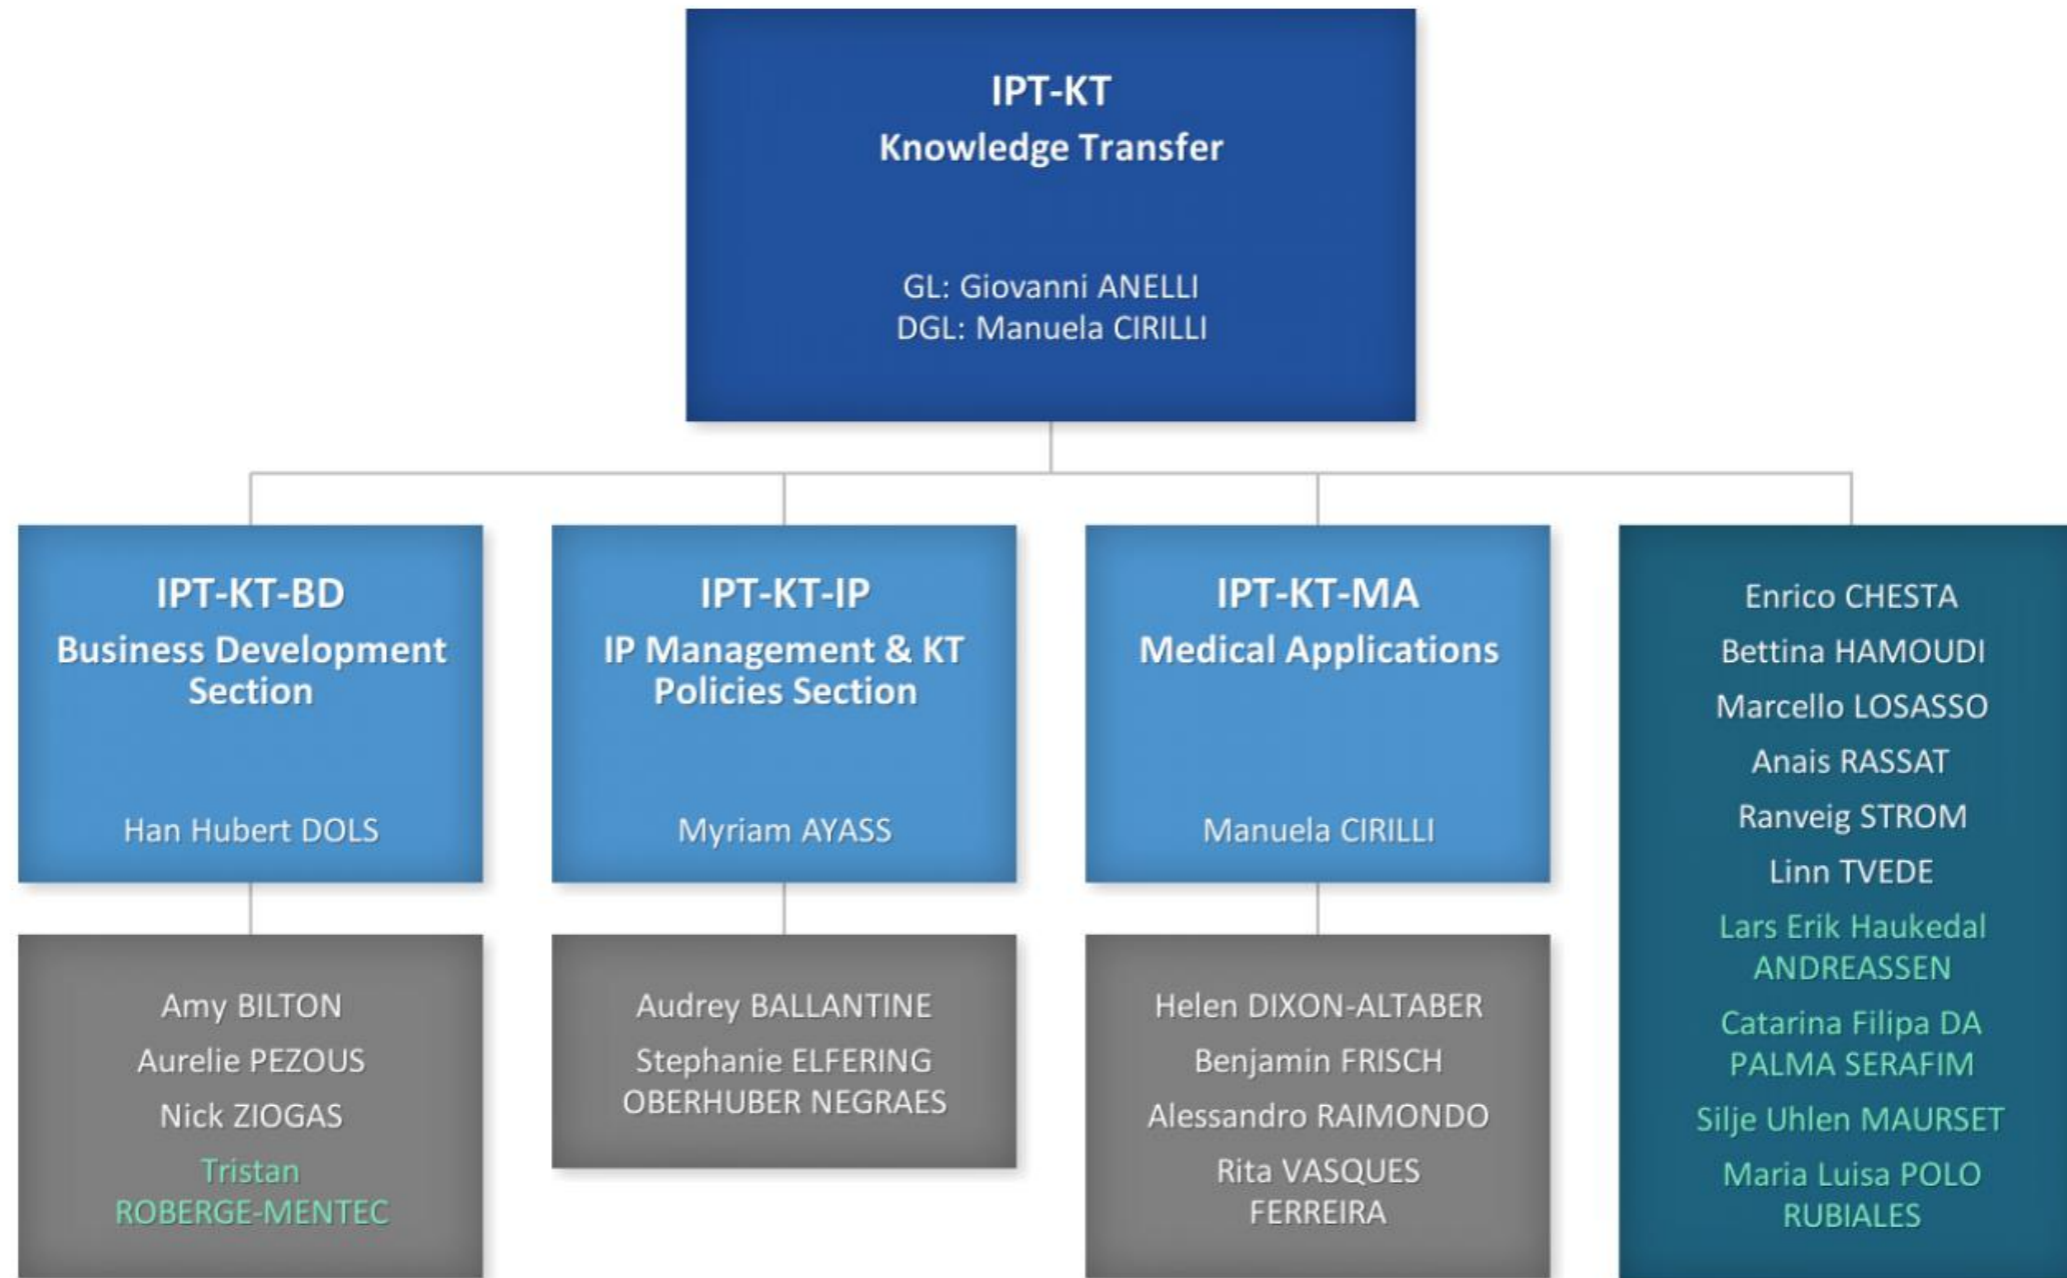 IPT-KT
Knowledge Transfer
GL: Giovanni ANELLI
DGL: Manuela CIRILLI
IPT-KT-BD
Business Development
Section
Han Hubert DOLS
IPT-KT-IP
IP Management & KT
Policies Section
Myriam AYASS
IPT-KT-MA
Medical Applications
Manuela CIRILLI
Enrico CHESTA
Bettina HAMOUDI
Marcello LOSASSO
Anais RASSAT
Ranveig STROM
Linn TVEDE
Lars Erik Haukedal
ANDREASSEN
Catarina Filipa DA
PALMA SERAFIM
Silje Uhlen MAURSET
Maria Luisa POLO
RUBIALES
Amy BILTON
Aurelie PEZOUS
Nick ZIOGAS
Tristan
ROBERGE-MENTEC
Audrey BALLANTINE
Stephanie ELFERING
OBERHUBER NEGRAES
Helen DIXON-ALTABER
Benjamin FRISCH
Alessandro RAIMONDO
Rita VASQUES
FERREIRA